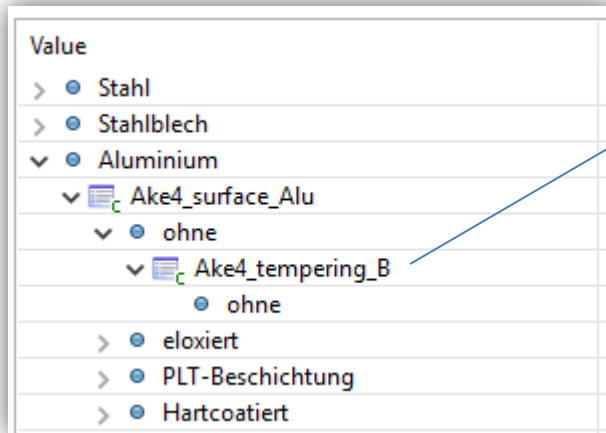 Value
Stahl
Stahlblech
Aluminium
Ake4_surface_Alu
ohne
Ake4_tempering_B
ohne
eloxiert
PLT-Beschichtung
Hartcoatiert